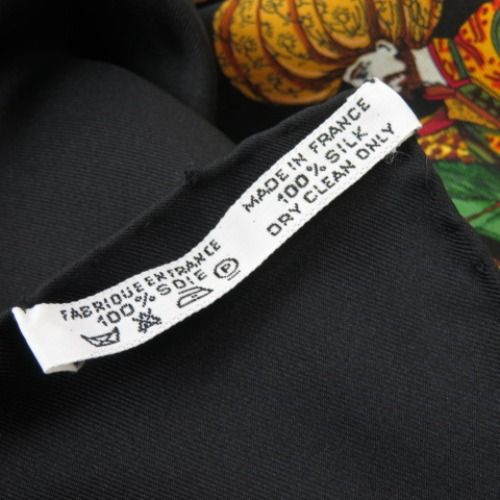 FABRIQUE EN FRANCE
100% SOIE
P
MADE IN FRANCE
100% SILK
DRY CLEAN ONLY